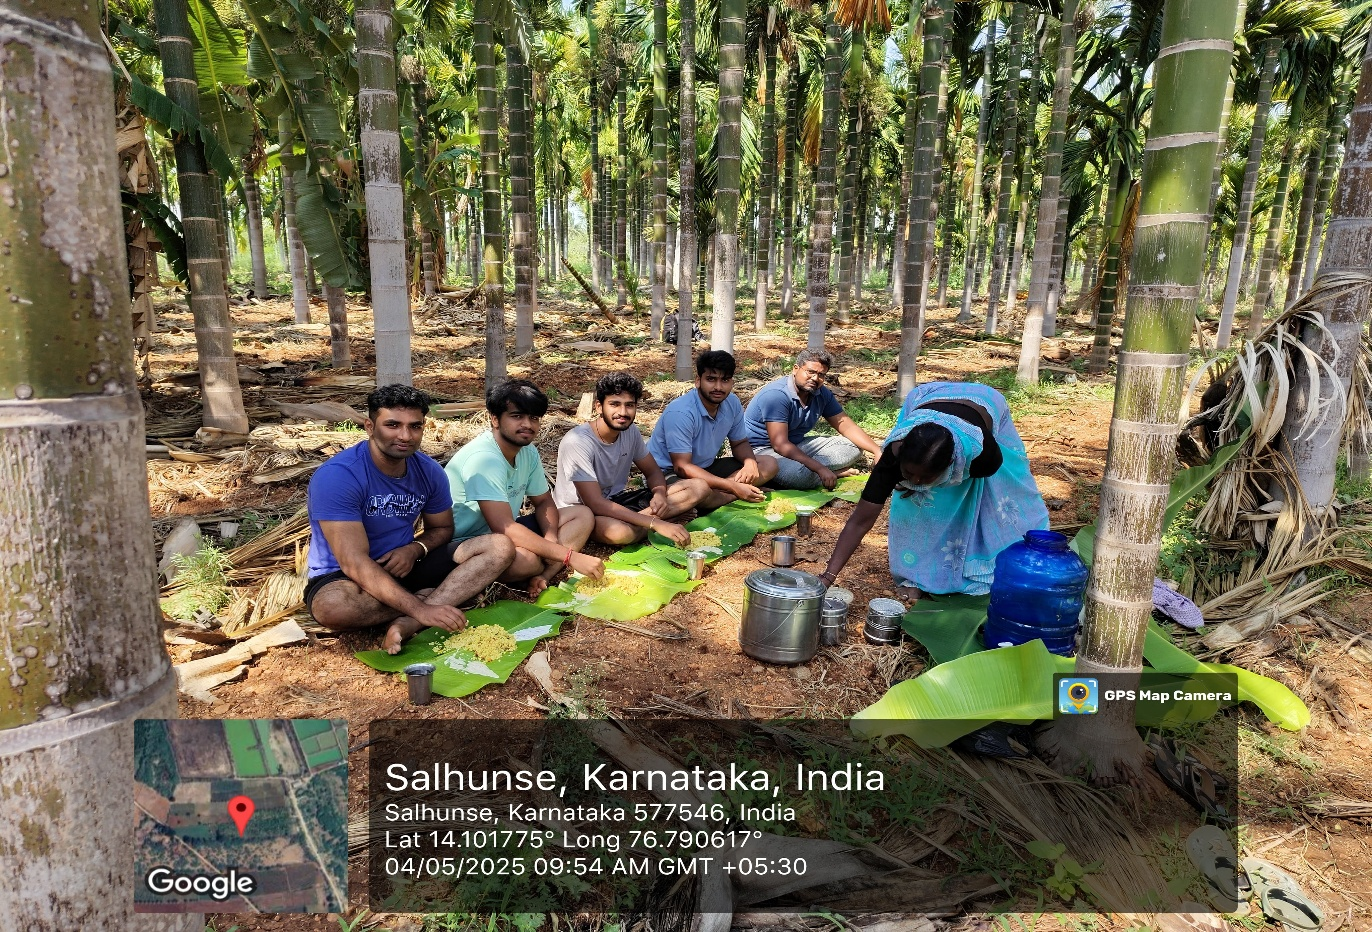 GPS Map Camera
Salhunse, Karnataka, India
Salhunse, Karnataka 577546, India
Lat 14.101775° Long 76.790617°
04/05/2025 09:54 AM GMT +05:30
Google